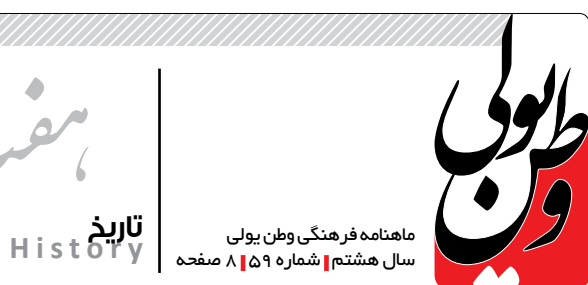 وطن یولی
ماهنامه فرهنگی وطن یولی
سال هشتم | شماره ۵۹ | ۸ صفحه
تاریخ
History